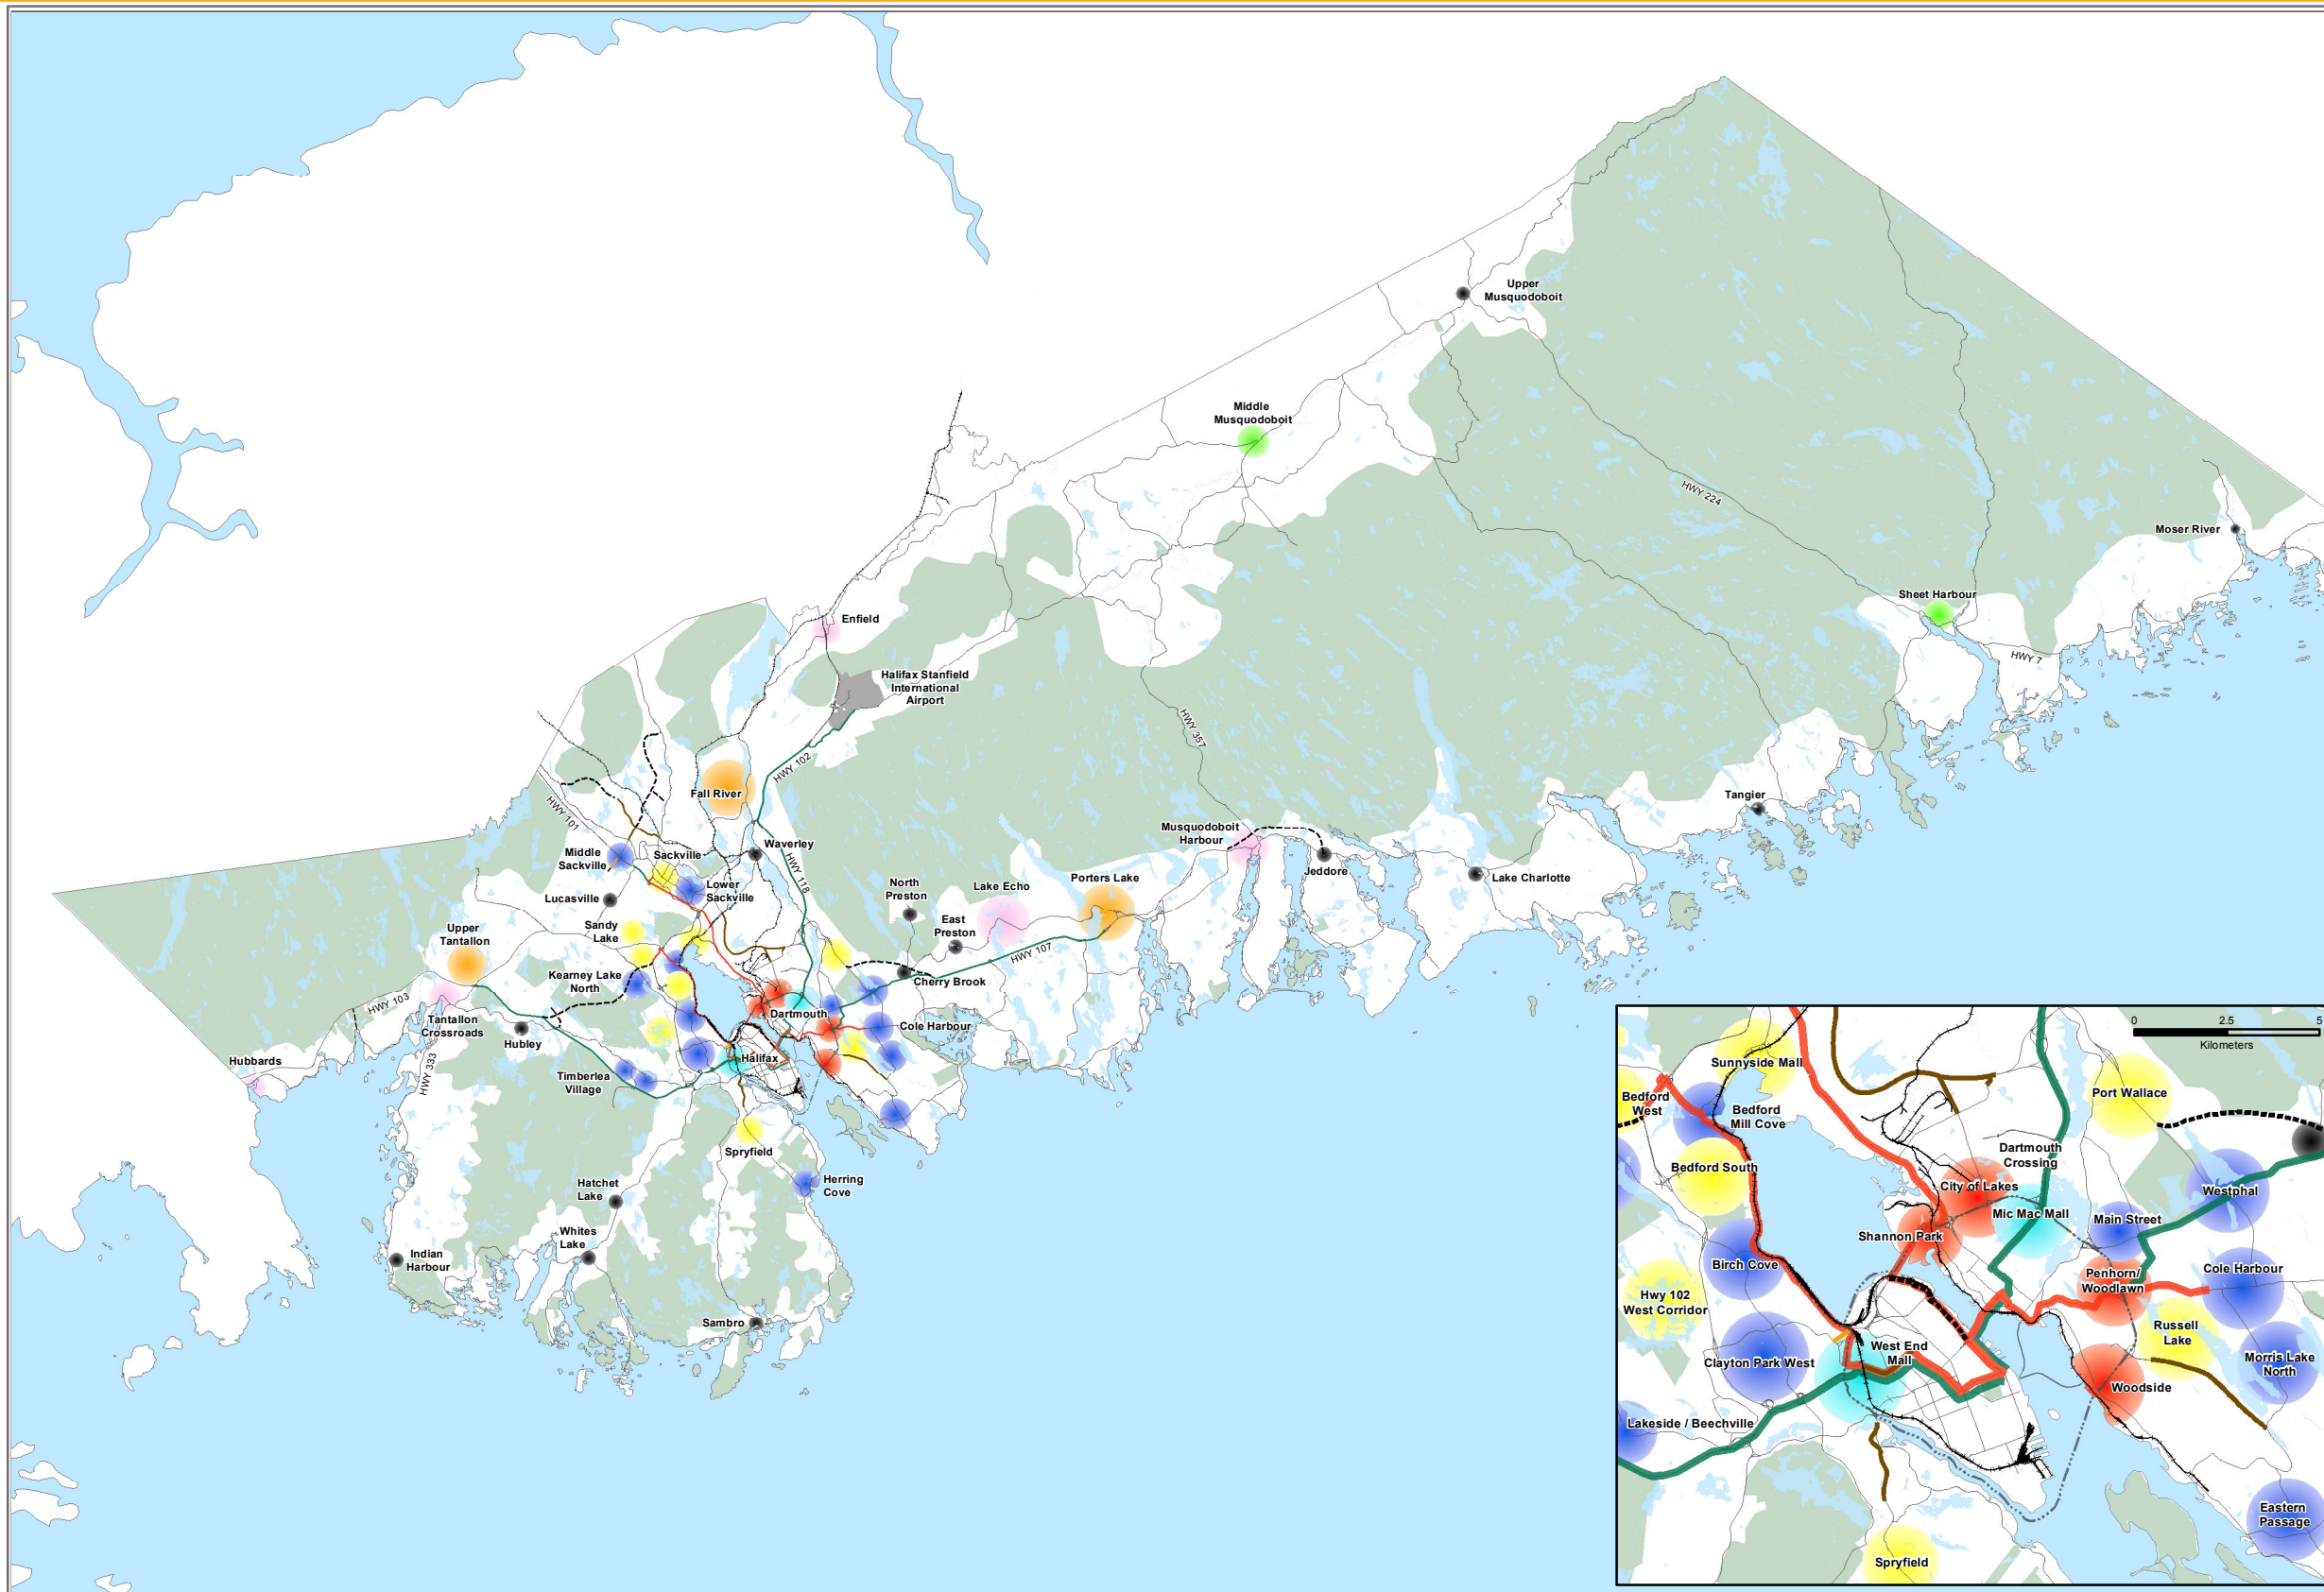 Upper
Musquodoboit
Middle
Musquodoboit
HWY 224
Moser River
Sheet Harbour
HWY 7
Enfield
Halifax Stanfield
International
Airport
HWY 357
HWY 102
Fall River
HWY 101
Tangier
Musquodoboit
Harbour
Waverley
Middle
Sackville
Sackville
HWY 118
Jeddore
Lake Charlotte
Porters Lake
Lower
Sackville
North
Preston
Lake Echo
Lucasville
East
Preston
Sandy
Lake
Upper
Tantallon
HWY 107
Kearney Lake
North
Cherry Brook
HWY 103
Dartmouth
Tantallon
Crossroads
Cole Harbour
Hubley
Hubbards
Halifax
HWY 333
Timberlea
Village
Spryfield
Herring
Cove
Hatchet
Lake
Whites
Lake
Indian
Harbour
Sambro
0 2.5 5
Kilometers
Sunnyside Mall
Port Wallace
Bedford
West
Bedford
Mill Cove
Dartmouth
Crossing
Bedford South
City of Lakes
Westphal
Mic Mac Mall
Main Street
Shannon Park
Birch Cove
Penhorn/
Woodlawn
Cole Harbour
Hwy 102
West Corridor
Russell
Lake
West End
Mall
Clayton Park West
Morris Lake
North
Woodside
Lakeside / Beechville
Eastern
Passage
Spryfield